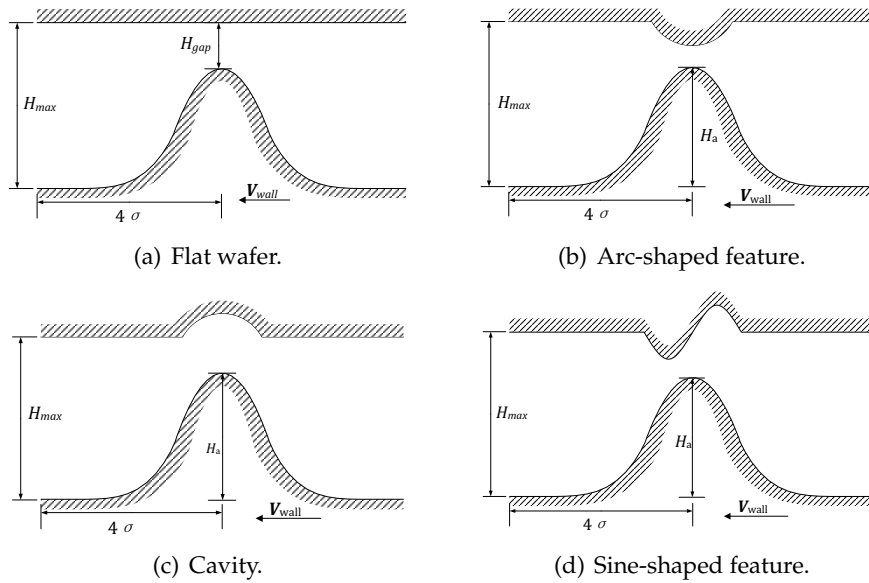 H_gap
H_max
V_wall
4 σ
(a) Flat wafer.
H_max
H_a
V_wall
4 σ
(b) Arc-shaped feature.
H_max
H_a
V_wall
4 σ
(c) Cavity.
H_max
H_a
V_wall
4 σ
(d) Sine-shaped feature.